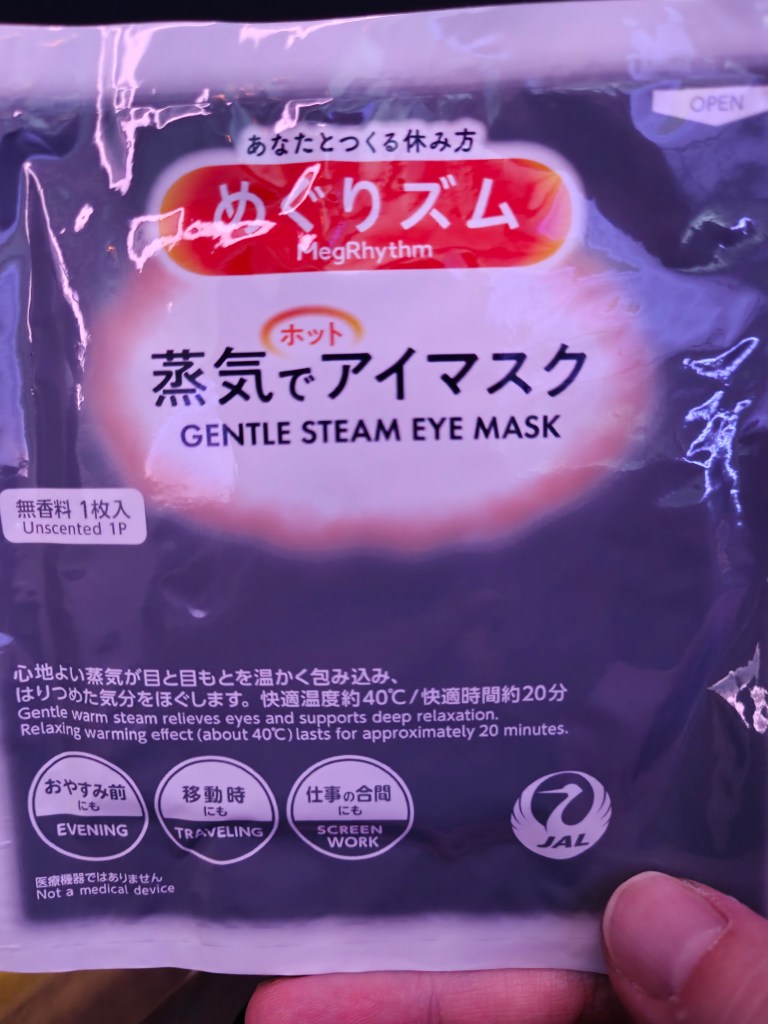 OPEN
あなたとつくる休み方
めぐりズム
MegRhythm
ホット
蒸気でアイマスク
GENTLE STEAM EYE MASK
無香料 1枚入
Unscented 1P
心地よい蒸気が目と目もとを温かく包み込み、
はりつめた気分をほぐします。快適温度約40℃/快適時間約20分
Gentle warm steam relieves eyes and supports deep relaxation.
Relaxing warming effect (about 40℃) lasts for approximately 20 minutes.
おやすみ前
にも
EVENING
移動時
にも
TRAVELING
仕事の合間
にも
SCREEN
WORK
JAL
医療機器ではありません
Not a medical device